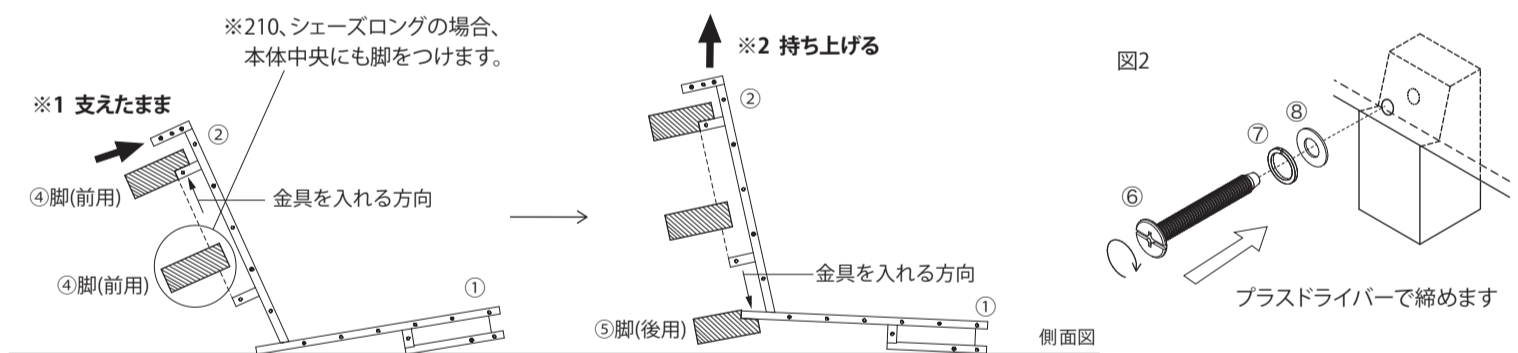 ※210、シェーズロングの場合、
本体中央にも脚をつけます。
※1 支えたまま
②
④脚(前用)
金具を入れる方向
④脚(前用)
①
※2 持ち上げる
②
金具を入れる方向
①
⑤脚(後用)
側面図
図2
⑧
⑦
⑥
プラスドライバーで締めます